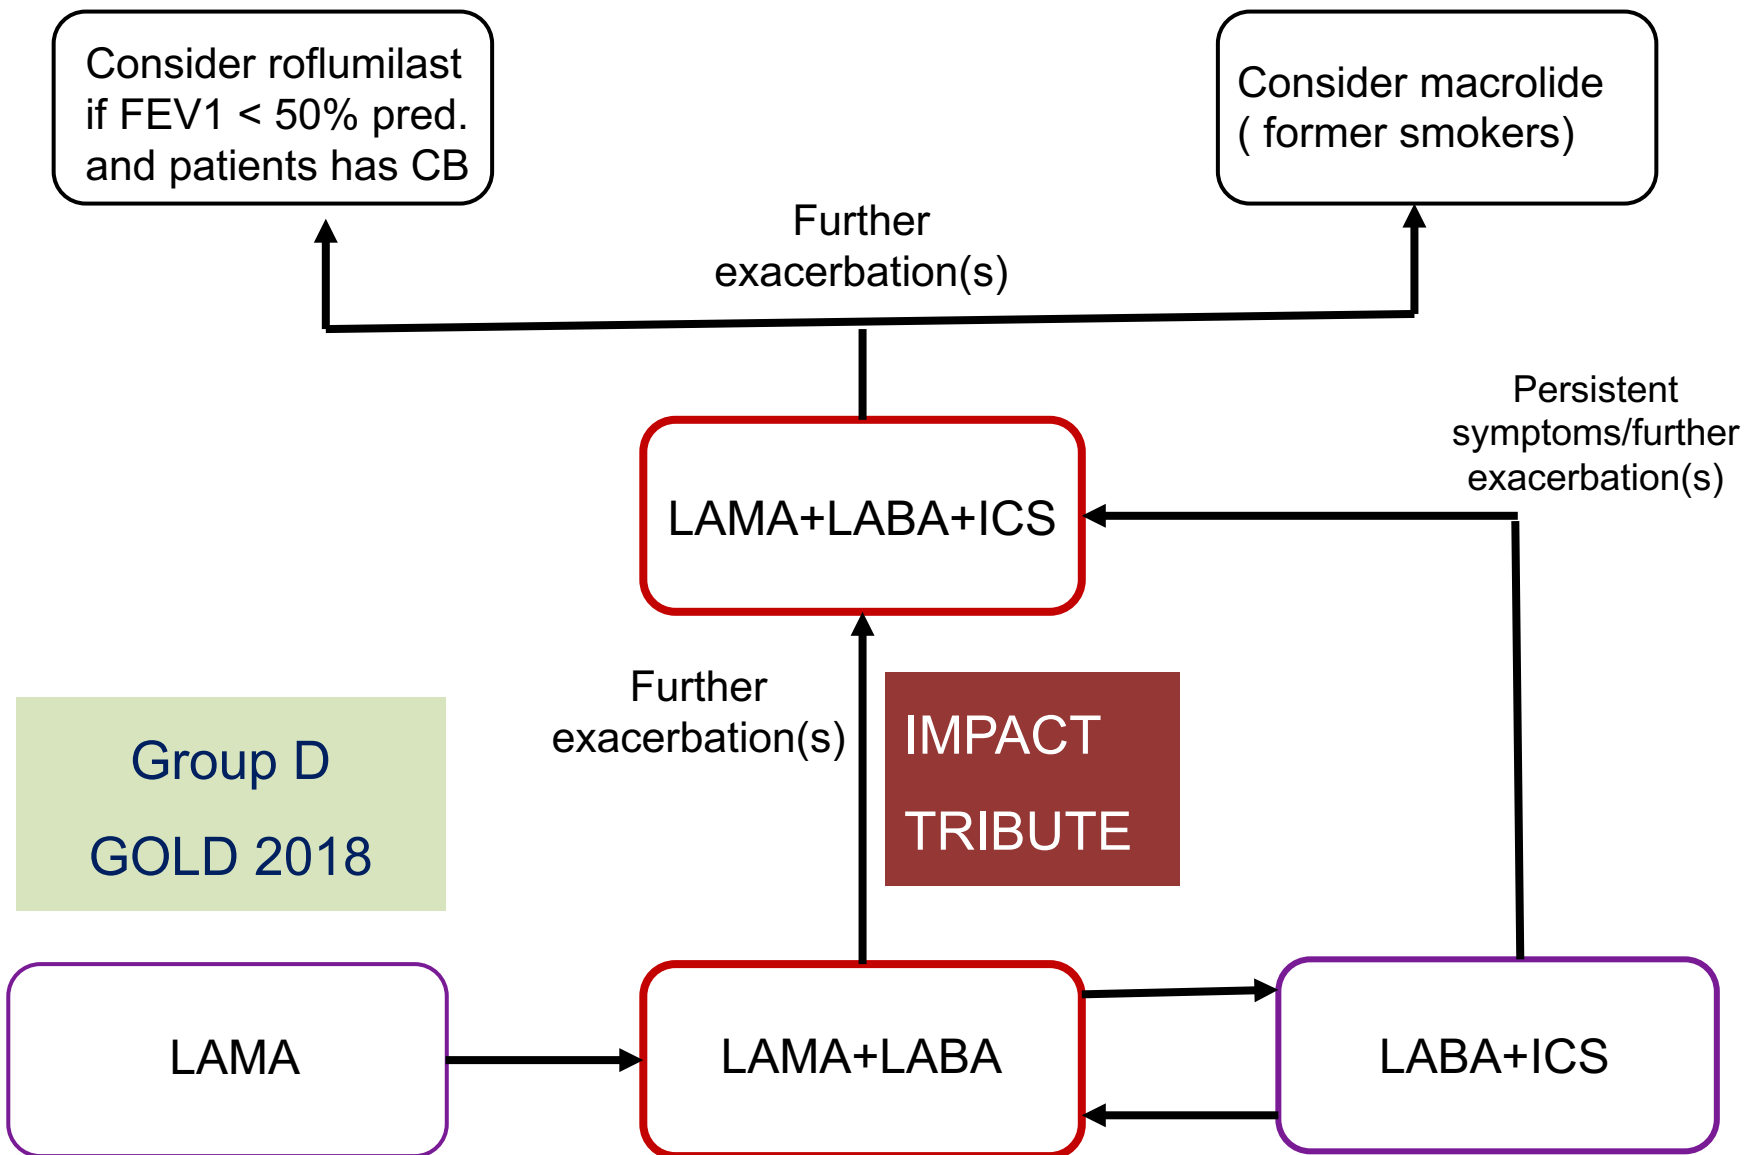 Consider roflumilast
if FEV1 < 50% pred.
and patients has CB
Consider macrolide
( former smokers)
Further
exacerbation(s)
Persistent
symptoms/further
exacerbation(s)
LAMA+LABA+ICS
Further
exacerbation(s)
IMPACT
TRIBUTE
Group D
GOLD 2018
LAMA
LAMA+LABA
LABA+ICS